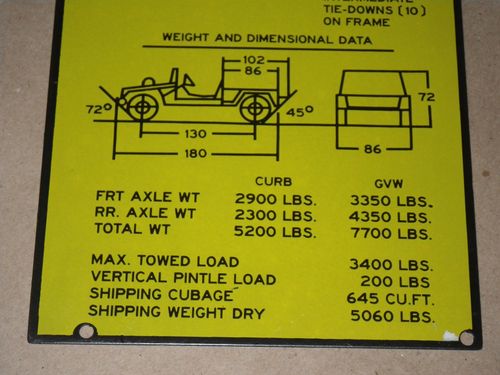 INTERMEDIATE
TIE-DOWNS (10)
ON FRAME
WEIGHT AND DIMENSIONAL DATA
102
86
72°
45°
72
130
86
180
CURB GVW
FRT AXLE WT 2900 LBS. 3350 LBS.
RR. AXLE WT 2300 LBS. 4350 LBS.
TOTAL WT 5200 LBS. 7700 LBS.
MAX. TOWED LOAD 3400 LBS.
VERTICAL PINTLE LOAD 200 LBS
SHIPPING CUBAGE 645 CU.FT.
SHIPPING WEIGHT DRY 5060 LBS.